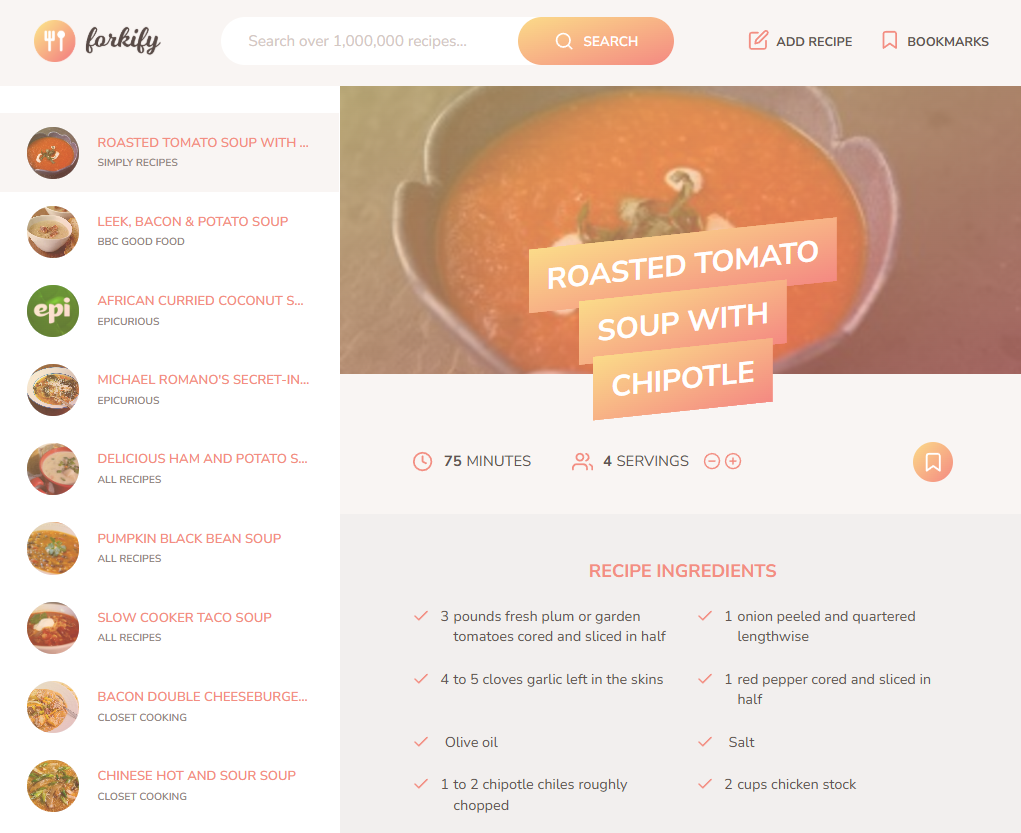 forkify
Search over 1,000,000 recipes...
SEARCH
ADD RECIPE
BOOKMARKS
ROASTED TOMATO SOUP WITH ...
SIMPLY RECIPES
LEEK, BACON & POTATO SOUP
BBC GOOD FOOD
epi
AFRICAN CURRIED COCONUT S...
EPICURIOUS
MICHAEL ROMANO'S SECRET-IN...
EPICURIOUS
DELICIOUS HAM AND POTATO S...
ALL RECIPES
PUMPKIN BLACK BEAN SOUP
ALL RECIPES
SLOW COOKER TACO SOUP
ALL RECIPES
BACON DOUBLE CHEESEBURGE...
CLOSET COOKING
CHINESE HOT AND SOUR SOUP
CLOSET COOKING
ROASTED TOMATO
SOUP WITH
CHIPOTLE
75 MINUTES
4 SERVINGS
RECIPE INGREDIENTS
3 pounds fresh plum or garden
tomatoes cored and sliced in half
1 onion peeled and quartered
lengthwise
4 to 5 cloves garlic left in the skins
1 red pepper cored and sliced in
half
Olive oil
Salt
1 to 2 chipotle chiles roughly
chopped
2 cups chicken stock